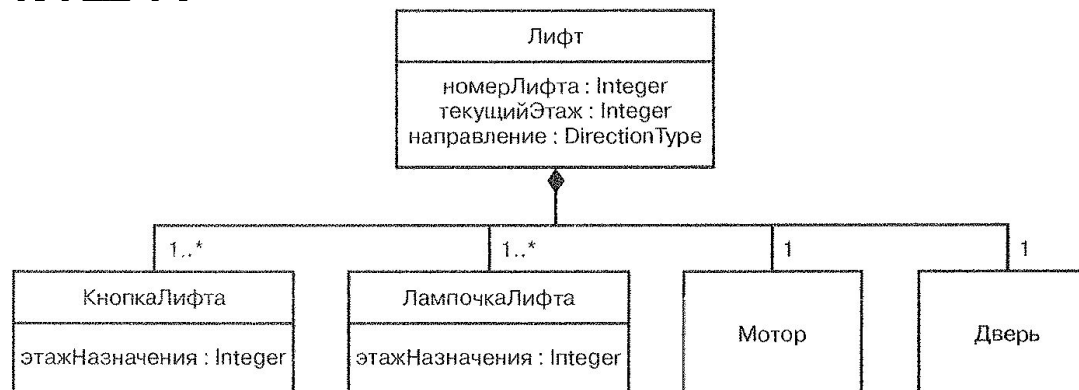 Лифт
номерЛифта : Integer
текущийЭтаж : Integer
направление : DirectionType
1..* 1..* 1 1
КнопкаЛифта ЛампочкаЛифта
этажНазначения : Integer этажНазначения : Integer
Мотор Дверь